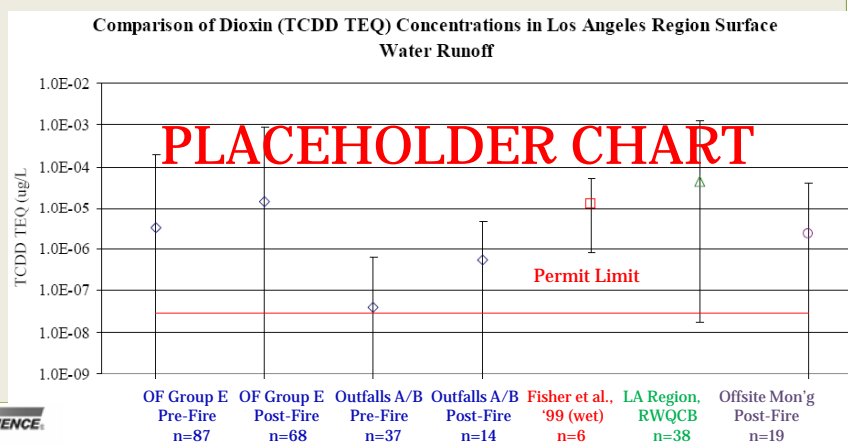 Comparison of Dioxin (TCDD TEQ) Concentrations in Los Angeles Region Surface
Water Runoff
PLACEHOLDER CHART
TCDD TEQ (ug/L
1.0E-02
1.0E-03
1.0E-04
1.0E-05
1.0E-06
1.0E-07
1.0E-08
1.0E-09
Permit Limit
OF Group E
Pre-Fire
n=87
OF Group E
Post-Fire
n=68
Outfalls A/B
Pre-Fire
n=37
Outfalls A/B
Post-Fire
n=14
Fisher et al.,
‘99 (wet)
n=6
LA Region,
RWQCB
n=38
Offsite Mon'g
Post-Fire
n=19